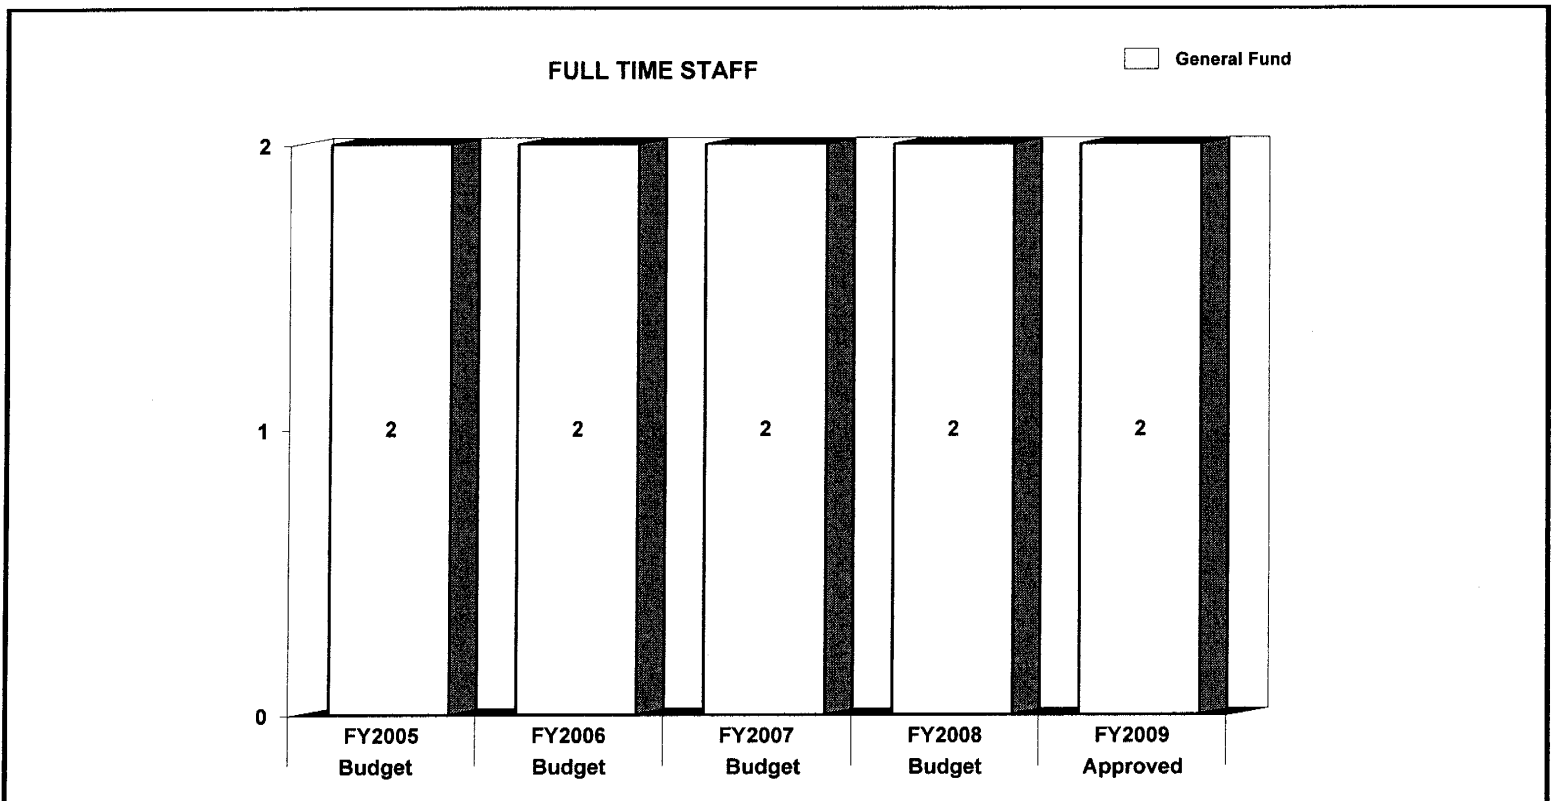 FULL TIME STAFF
General Fund
2
1
0
2 2 2 2 2
FY2005 FY2006 FY2007 FY2008 FY2009
Budget Budget Budget Budget Approved